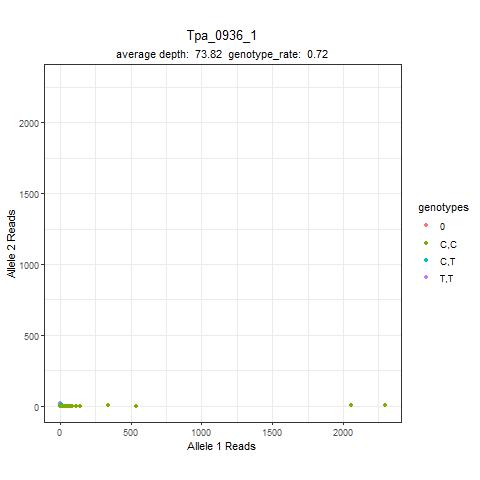 Tpa_0936_1
average depth: 73.82 genotype_rate: 0.72
2000
1500
1000
500
0
Allele 2 Reads
0 500 1000 1500 2000
Allele 1 Reads
genotypes
0
C,C
C,T
T,T